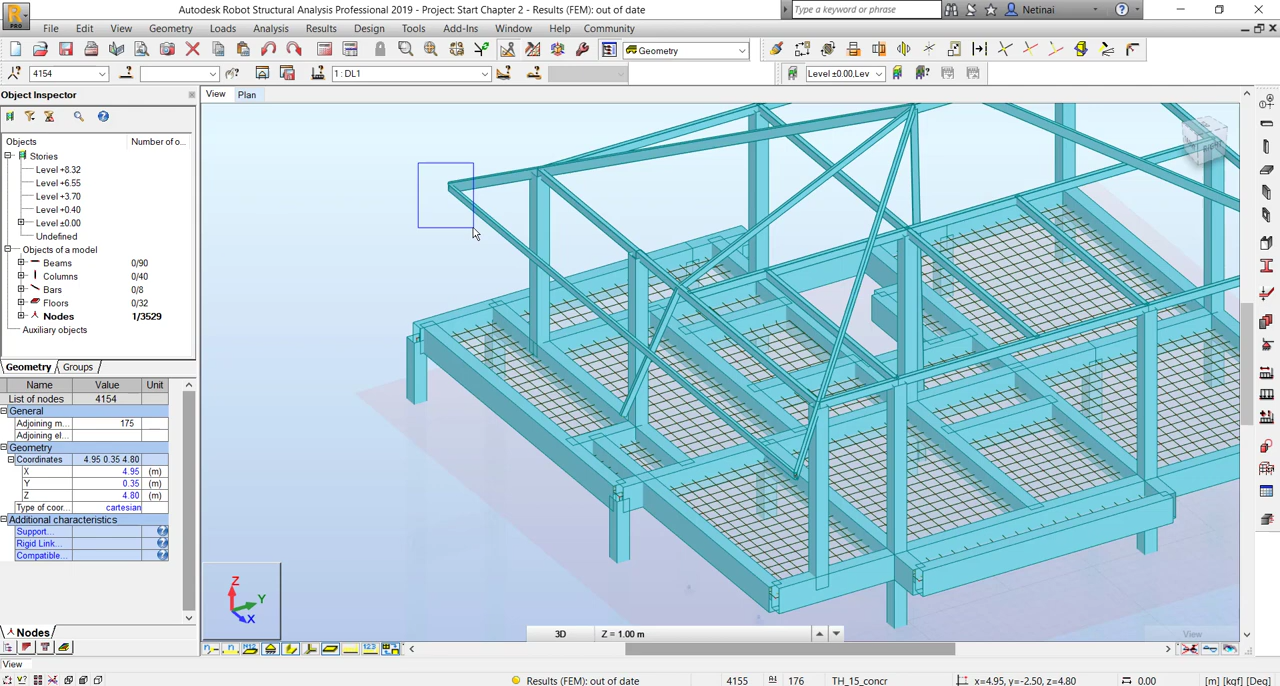 Autodesk Robot Structural Analysis Professional 2019 - Project: Start Chapter 2 - Results (FEM): out of date
Type a keyword or phrase
Netinai
PRO
File Edit View Geometry Loads Analysis Results Design Tools Add-Ins Window Help Community
Geometry
4154
1: DL1
Level ±0.00,Lev
Object Inspector
View Plan
Objects Number of o...
Stories
Level +8.32
Level +6.55
Level +3.70
Level +0.40
Level ±0.00
Undefined
Objects of a model
Beams 0/90
Columns 0/40
Bars 0/8
Floors 0/32
Nodes 1/3529
Auxiliary objects
Geometry Groups
Name Value Unit
List of nodes 4154
General
Adjoining m... 175
Adjoining el...
Geometry
Coordinates 4.95 0.35 4.80
X 4.95 (m)
Y 0.35 (m)
Z 4.80 (m)
Type of coor... cartesian
Additional characteristics
Support...
Rigid Link...
Compatible...
Nodes
RIGHT
Z
Y
X
3D Z = 1.00 m
View
View
Results (FEM): out of date 4155 176 TH_15_concr x=4.95, y=-2.50, z=4.80 0.00 [m] [kgf] [Deg]